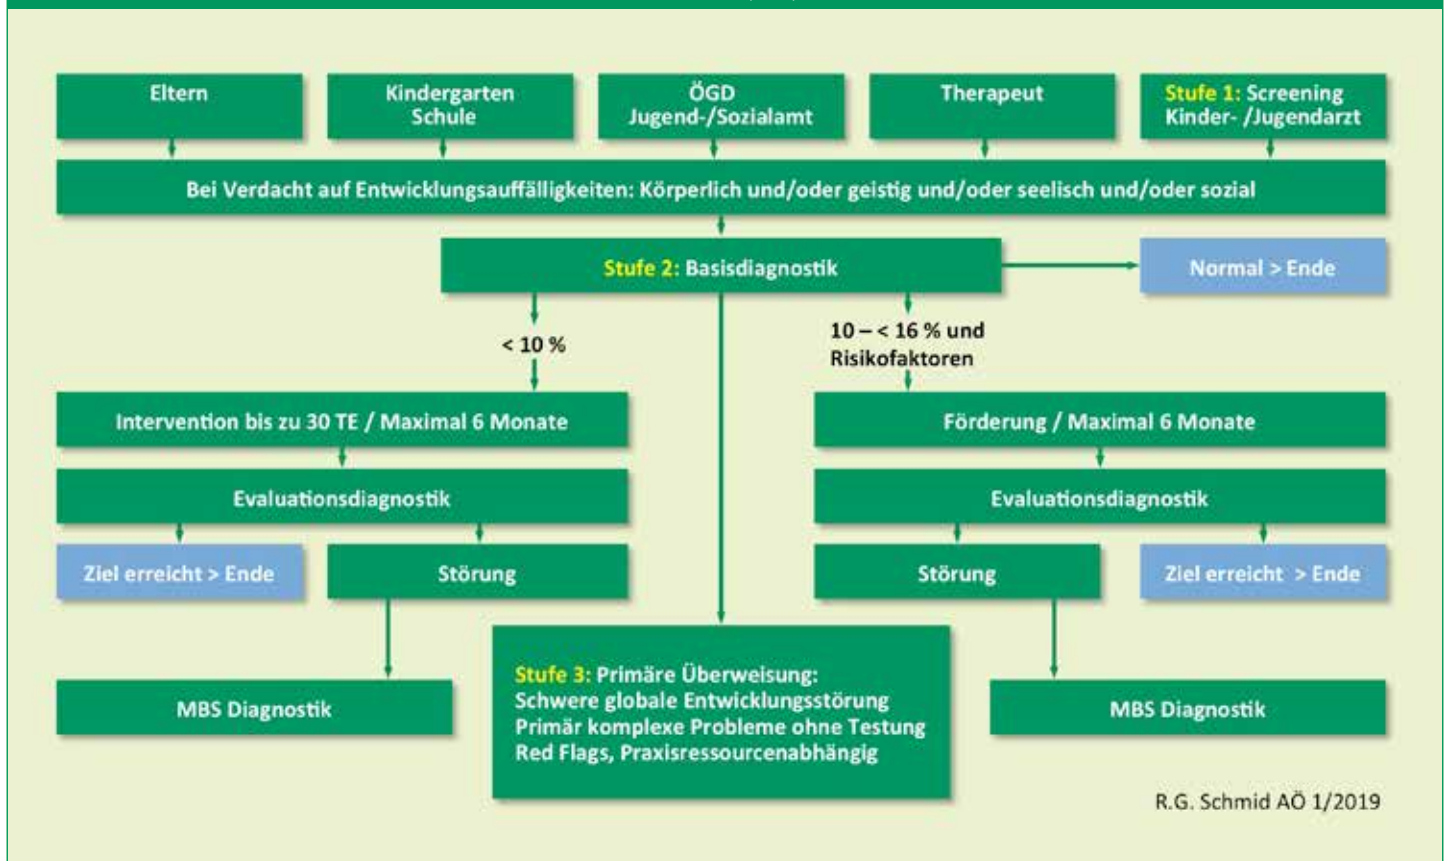 Eltern
Kindergarten
Schule
ÖGD
Jugend-/Sozialamt
Therapeut
Stufe 1: Screening
Kinder- /Jugendarzt
Bei Verdacht auf Entwicklungsauffälligkeiten: Körperlich und/oder geistig und/oder seelisch und/oder sozial
Stufe 2: Basisdiagnostik
Normal > Ende
< 10 %
10 – < 16 % und
Risikofaktoren
Intervention bis zu 30 TE / Maximal 6 Monate
Förderung / Maximal 6 Monate
Evaluationsdiagnostik
Evaluationsdiagnostik
Ziel erreicht > Ende
Störung
Störung
Ziel erreicht > Ende
Stufe 3: Primäre Überweisung:
Schwere globale Entwicklungsstörung
Primär komplexe Probleme ohne Testung
Red Flags, Praxisressourcenabhängig
MBS Diagnostik
MBS Diagnostik
R.G. Schmid AÖ 1/2019